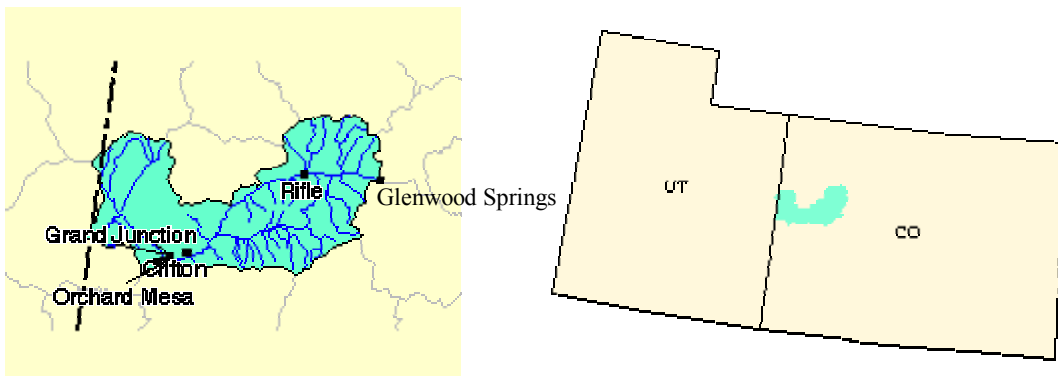 Rifle
Glenwood Springs
Grand Junction
Clifton
Orchard Mesa
UT
CO